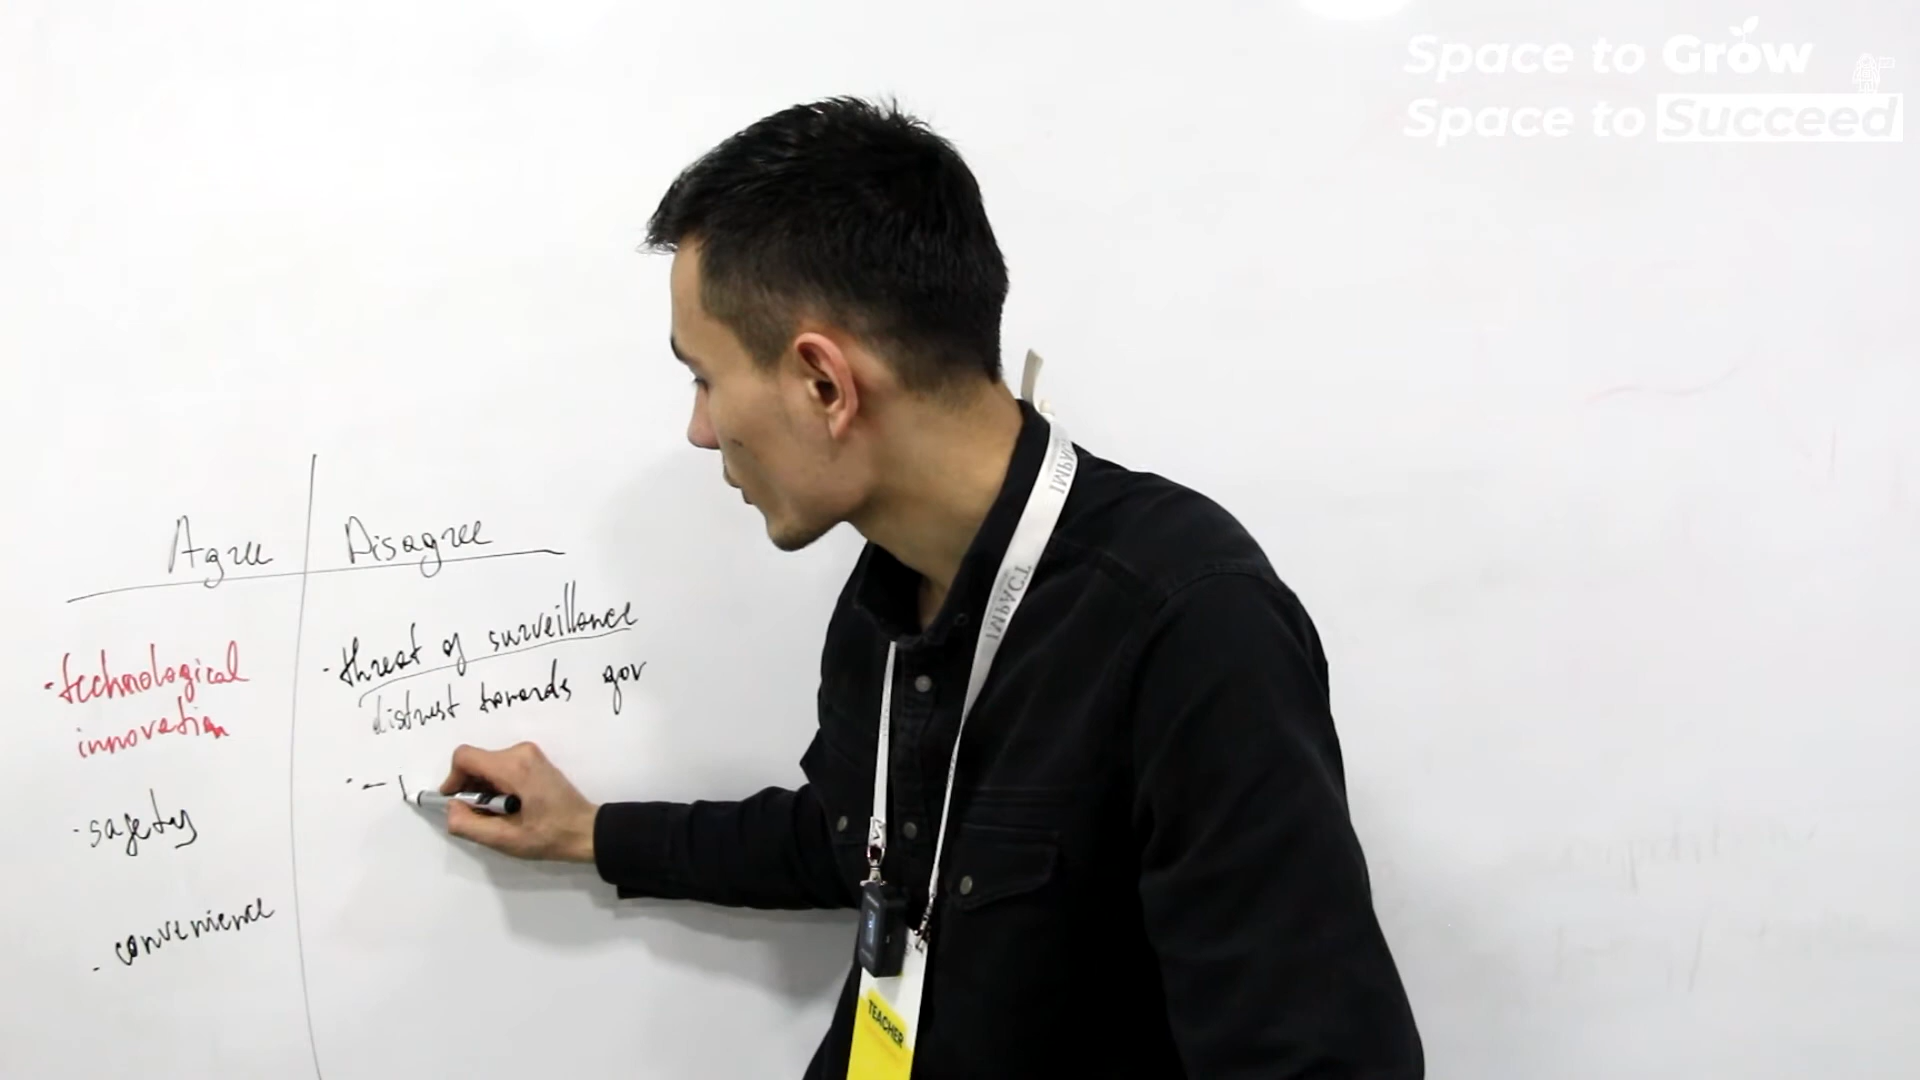 Space to Grow
Space to Succeed
Agree
Disagree
· technological
innovation
· safety
· convenience
· threat of surveillance
distrust towards gov
· –
IMPACT
IMPACT
TEACHER